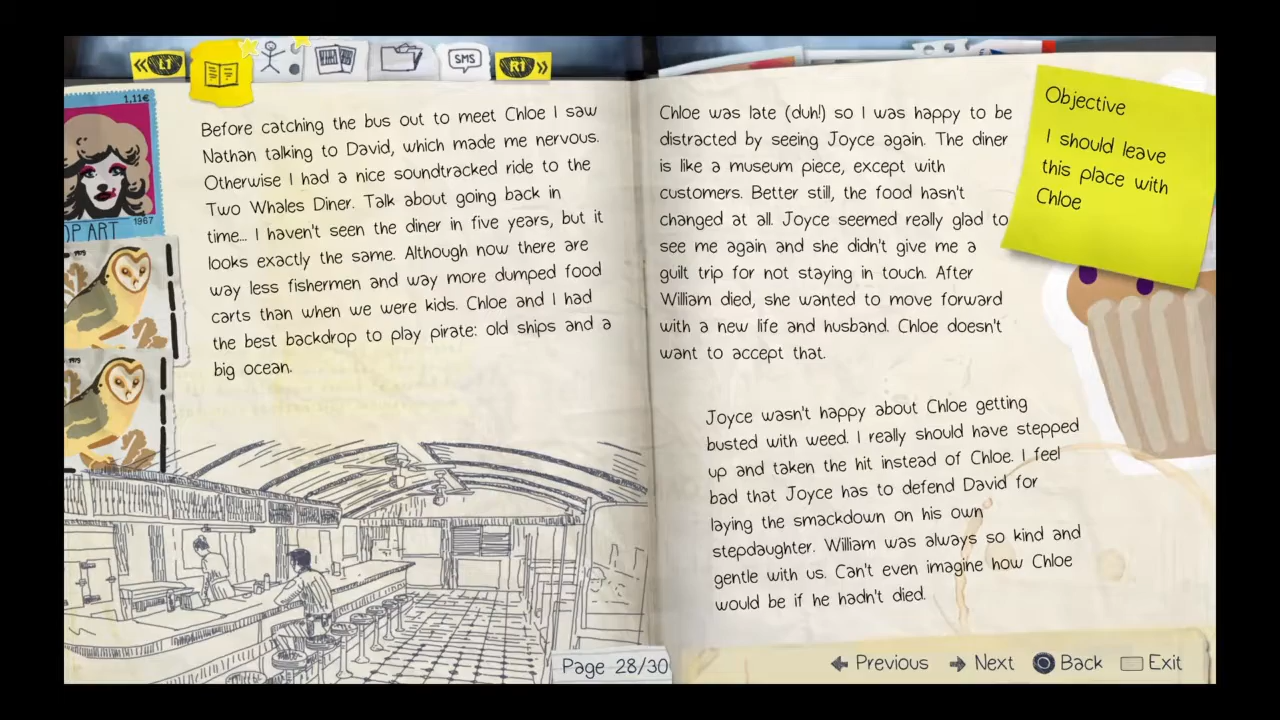 LT
SMS
R1
1,11€
1967
OP ART
1979
1979
Before catching the bus out to meet Chloe I saw
Nathan talking to David, which made me nervous.
Otherwise I had a nice soundtracked ride to the
Two Whales Diner. Talk about going back in
time... I haven't seen the diner in five years, but it
looks exactly the same. Although now there are
way less fishermen and way more dumped food
carts than when we were kids. Chloe and I had
the best backdrop to play pirate: old ships and a
big ocean.
Page 28/30
Chloe was late (duh!) so I was happy to be
distracted by seeing Joyce again. The diner
is like a museum piece, except with
customers. Better still, the food hasn't
changed at all. Joyce seemed really glad to
see me again and she didn't give me a
guilt trip for not staying in touch. After
William died, she wanted to move forward
with a new life and husband. Chloe doesn't
want to accept that.
Joyce wasn't happy about Chloe getting
busted with weed. I really should have stepped
up and taken the hit instead of Chloe. I feel
bad that Joyce has to defend David for
laying the smackdown on his own
stepdaughter. William was always so kind and
gentle with us. Can't even imagine how Chloe
would be if he hadn't died.
Objective
I should leave
this place with
Chloe
Previous
Next
Back
Exit